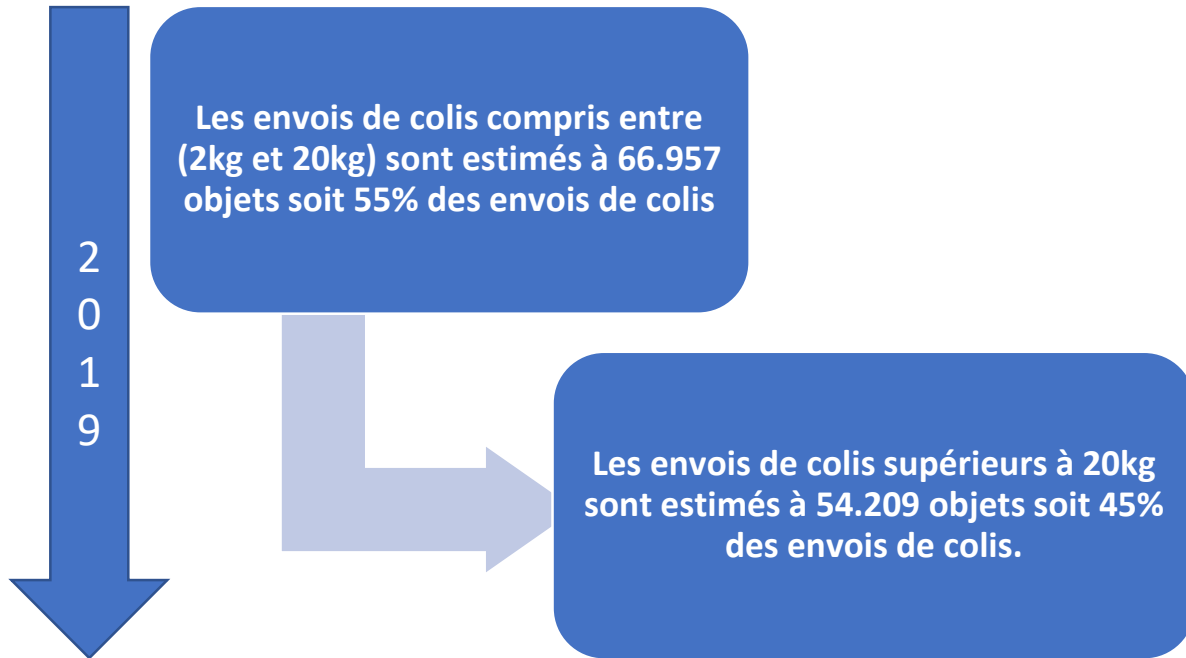 2
0
1
9
Les envois de colis compris entre
(2kg et 20kg) sont estimés à 66.957
objets soit 55% des envois de colis
Les envois de colis supérieurs à 20kg
sont estimés à 54.209 objets soit 45%
des envois de colis.